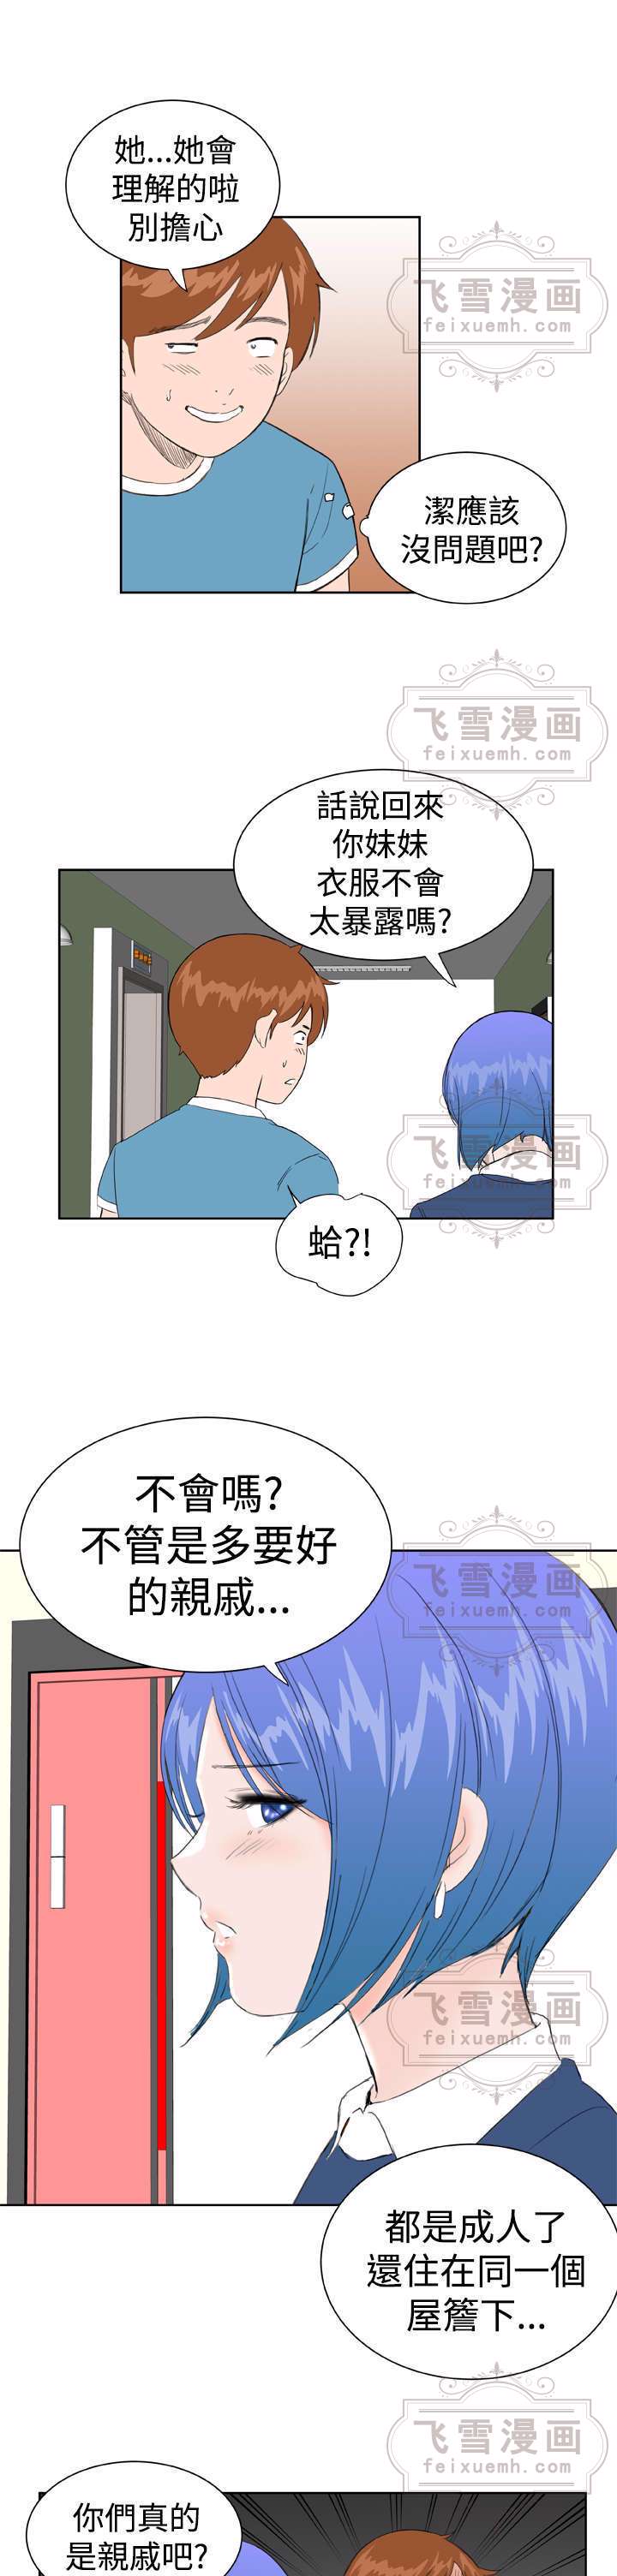 她...她會
理解的啦
別擔心
飞雪漫画
feixuemh.com
潔應該
沒問題吧?
飞雪漫画
feixuemh.com
話說回來
你妹妹
衣服不會
太暴露嗎?
飞雪漫画
feixuemh.com
蛤?!
不會嗎?
不管是多要好
的親戚...
飞雪漫画
feixuemh.com
飞雪漫画
feixuemh.com
都是成人了
還住在同一個
屋簷下...
飞雪漫画
feixuemh.com
你們真的
是親戚吧?